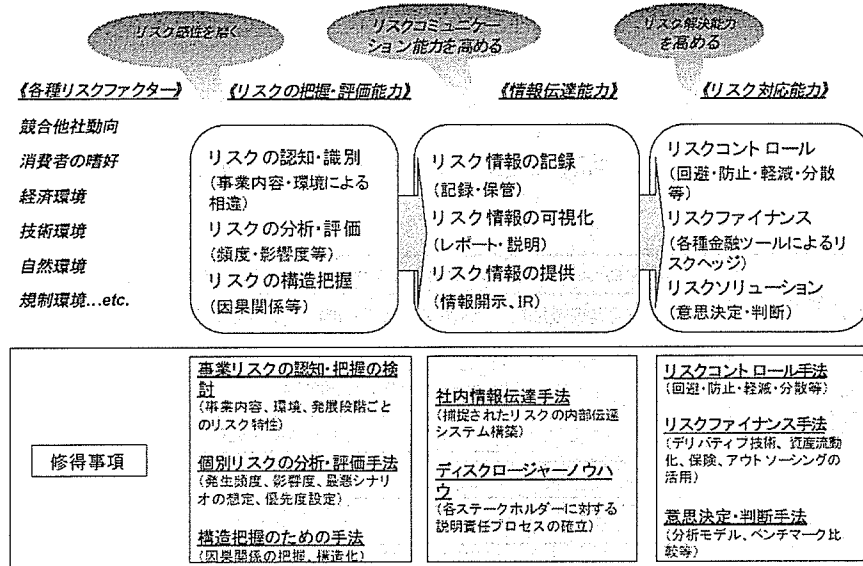 リスク感性を磨く
リスクコミュニケー
ション能力を高める
リスク解決能力
を高める
《各種リスクファクター》
《リスクの把握・評価能力》
《情報伝達能力》
《リスク対応能力》
競合他社動向
消費者の嗜好
経済環境
技術環境
自然環境
規制環境...etc.
リスクの認知・識別
(事業内容・環境による
相違)
リスクの分析・評価
(頻度・影響度等)
リスクの構造把握
(因果関係等)
リスク情報の記録
(記録・保管)
リスク情報の可視化
(レポート・説明)
リスク情報の提供
(情報開示、IR)
リスクコントロール
(回避・防止・軽減・分散
等)
リスクファイナンス
(各種金融ツールによるリ
スクヘッジ)
リスクソリューション
(意思決定・判断)
修得事項
事業リスクの認知・把握の検
討
(事業内容、環境、発展段階ごと
のリスク特性)
個別リスクの分析・評価手法
(発生頻度、影響度、最悪シナリ
オの想定、優先度設定)
構造把握のための手法
(因果関係の把握、構造化)
社内情報伝達手法
(捕捉されたリスクの内部伝達
システム構築)
ディスクロージャーノウハ
ウ
(各ステークホルダーに対する
説明責任プロセスの確立)
リスクコントロール手法
(回避・防止・軽減・分散等)
リスクファイナンス手法
(デリバティブ技術、資産流動
化、保険、アウトソーシングの
活用)
意思決定・判断手法
(分析モデル、ベンチマーク比
較等)